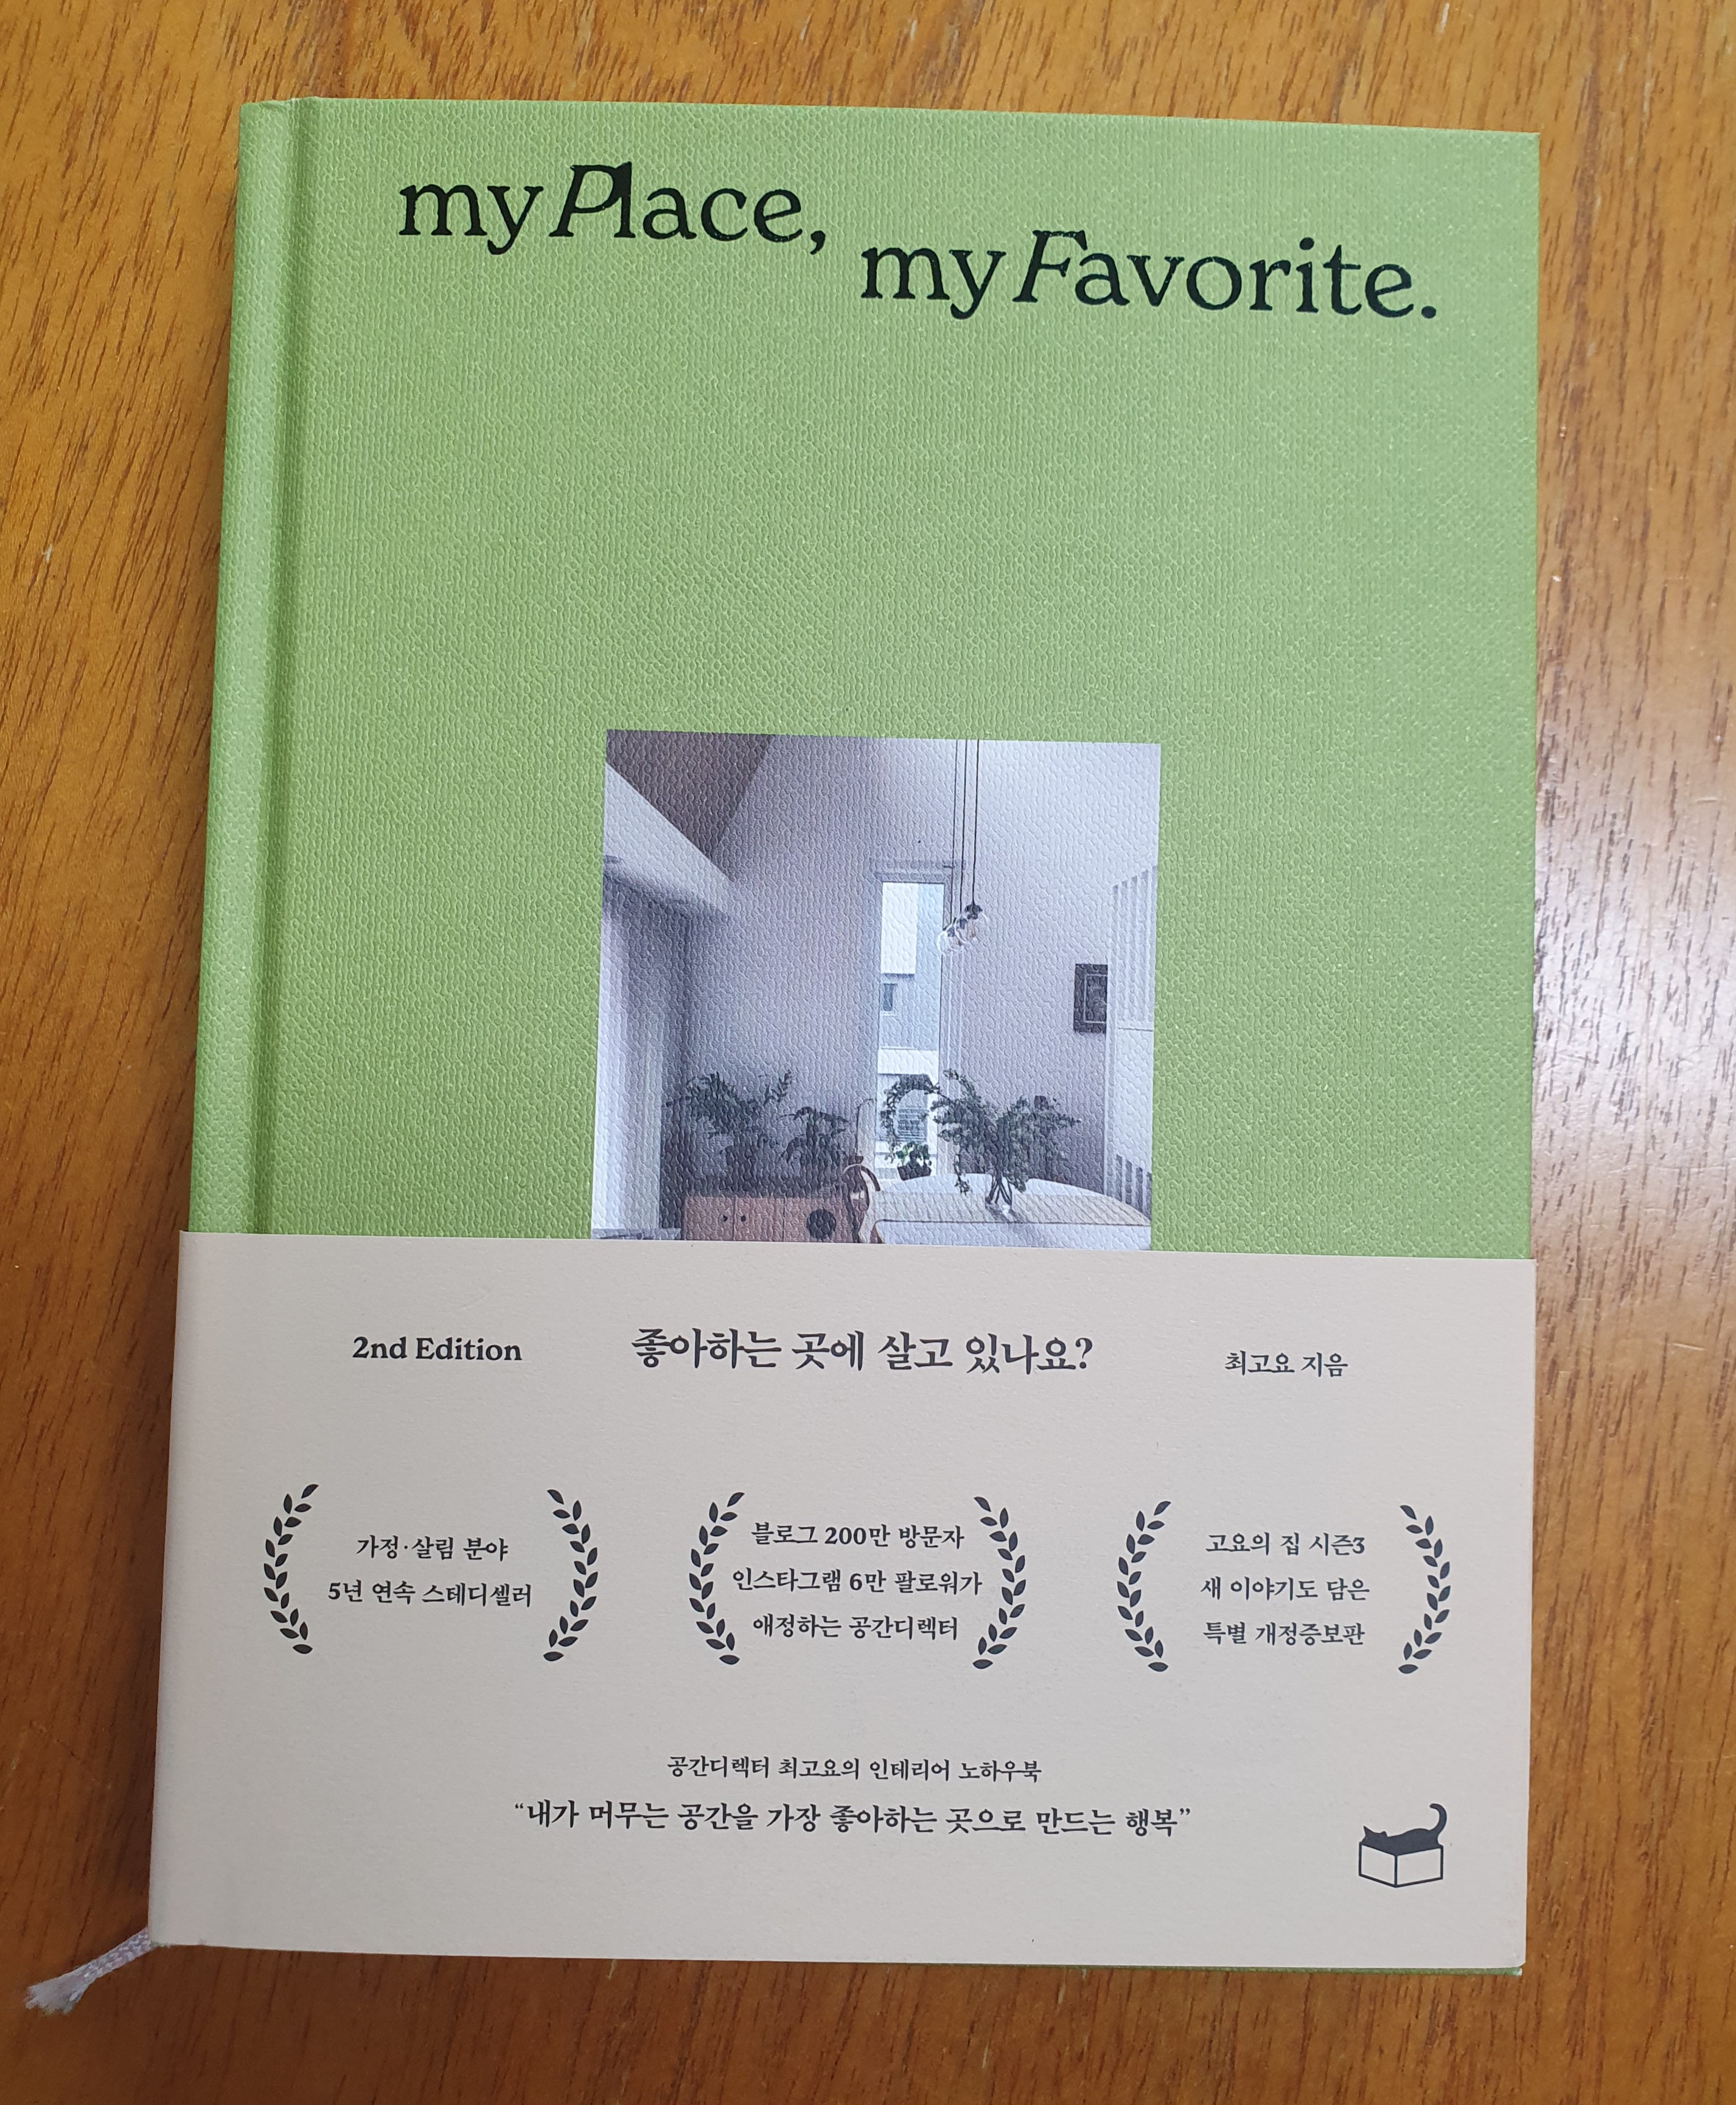 my Place,
my Favorite.
2nd Edition
좋아하는 곳에 살고 있나요?
최고요 지음
가정·살림 분야
5년 연속 스테디셀러
블로그 200만 방문자
인스타그램 6만 팔로워가
애정하는 공간디렉터
고요의 집 시즌3
새 이야기도 담은
특별 개정증보판
공간디렉터 최고요의 인테리어 노하우북
“내가 머무는 공간을 가장 좋아하는 곳으로 만드는 행복”